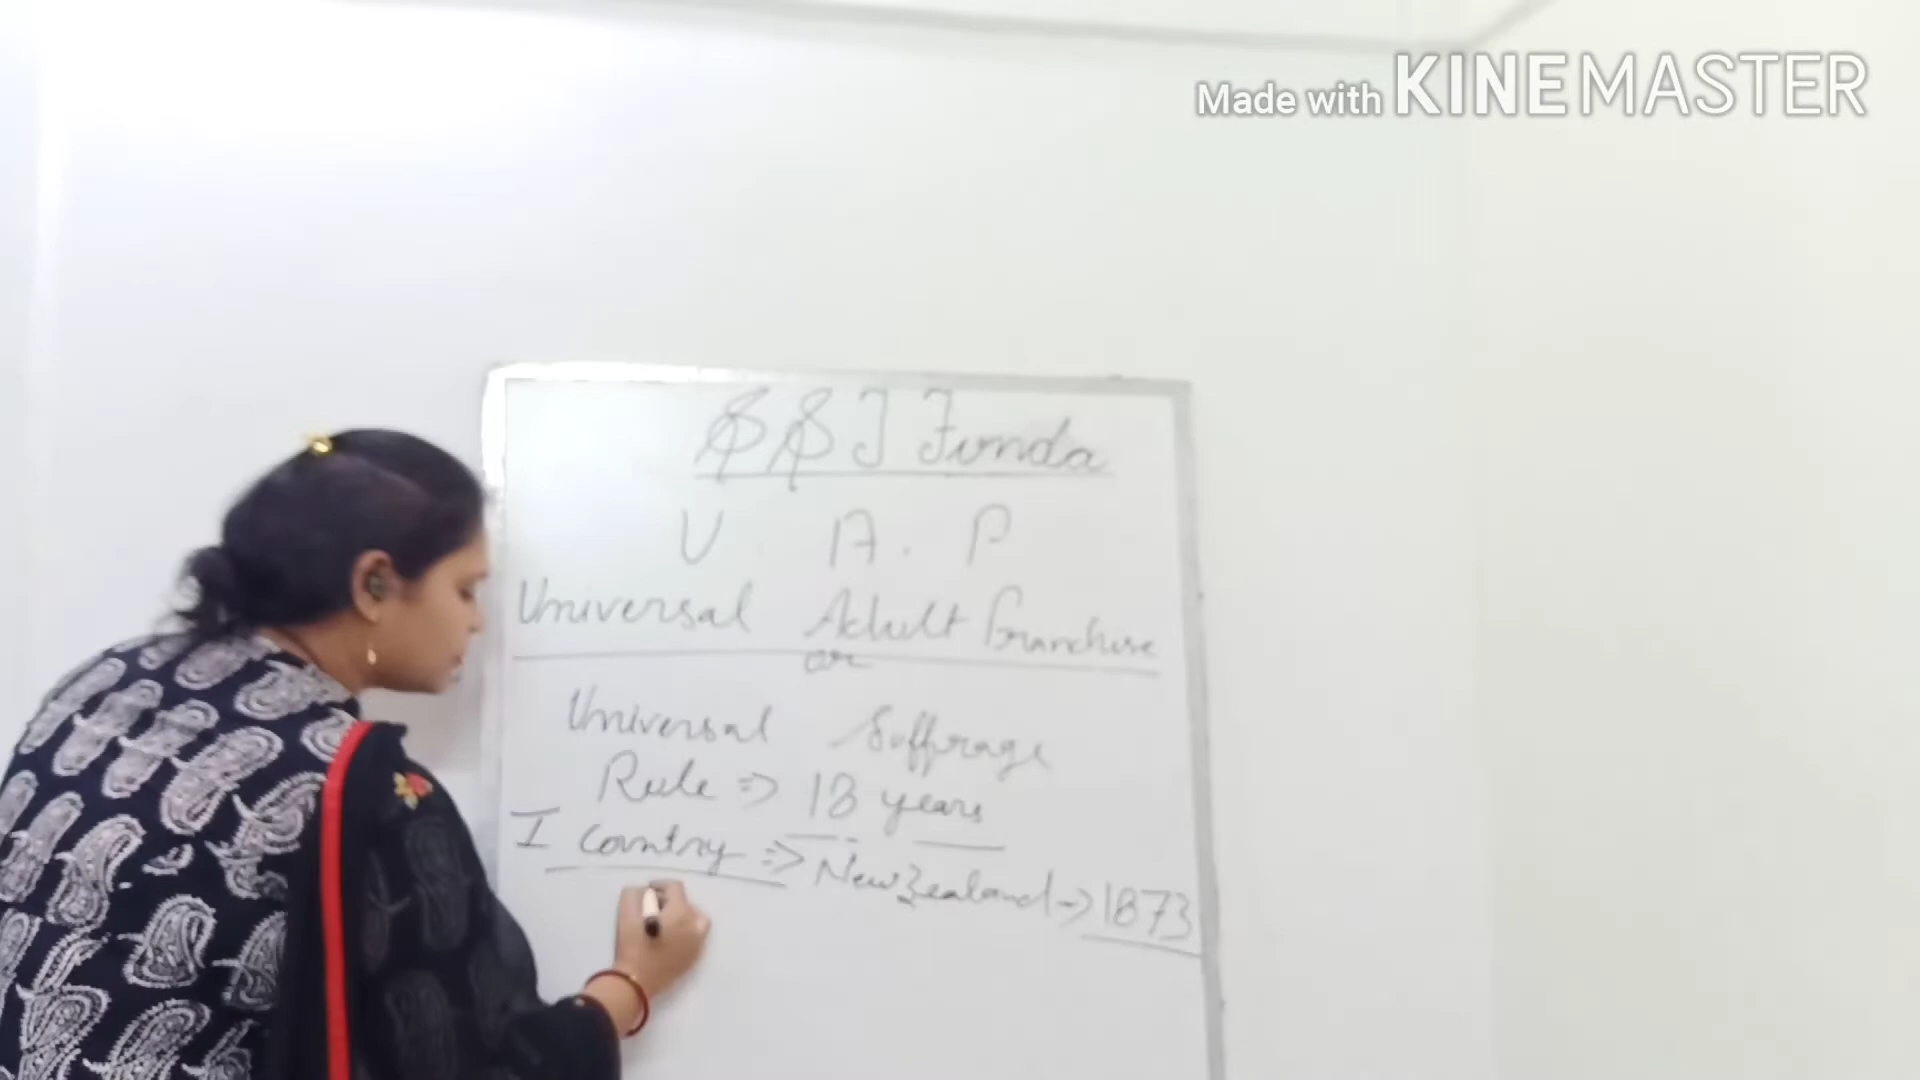 Made with KINEMASTER
SSJ Funda
U. A. P
Universal Adult Franchise
or
Universal Suffrage
Rule => 18 years
I Country => New Zealand -> 1873